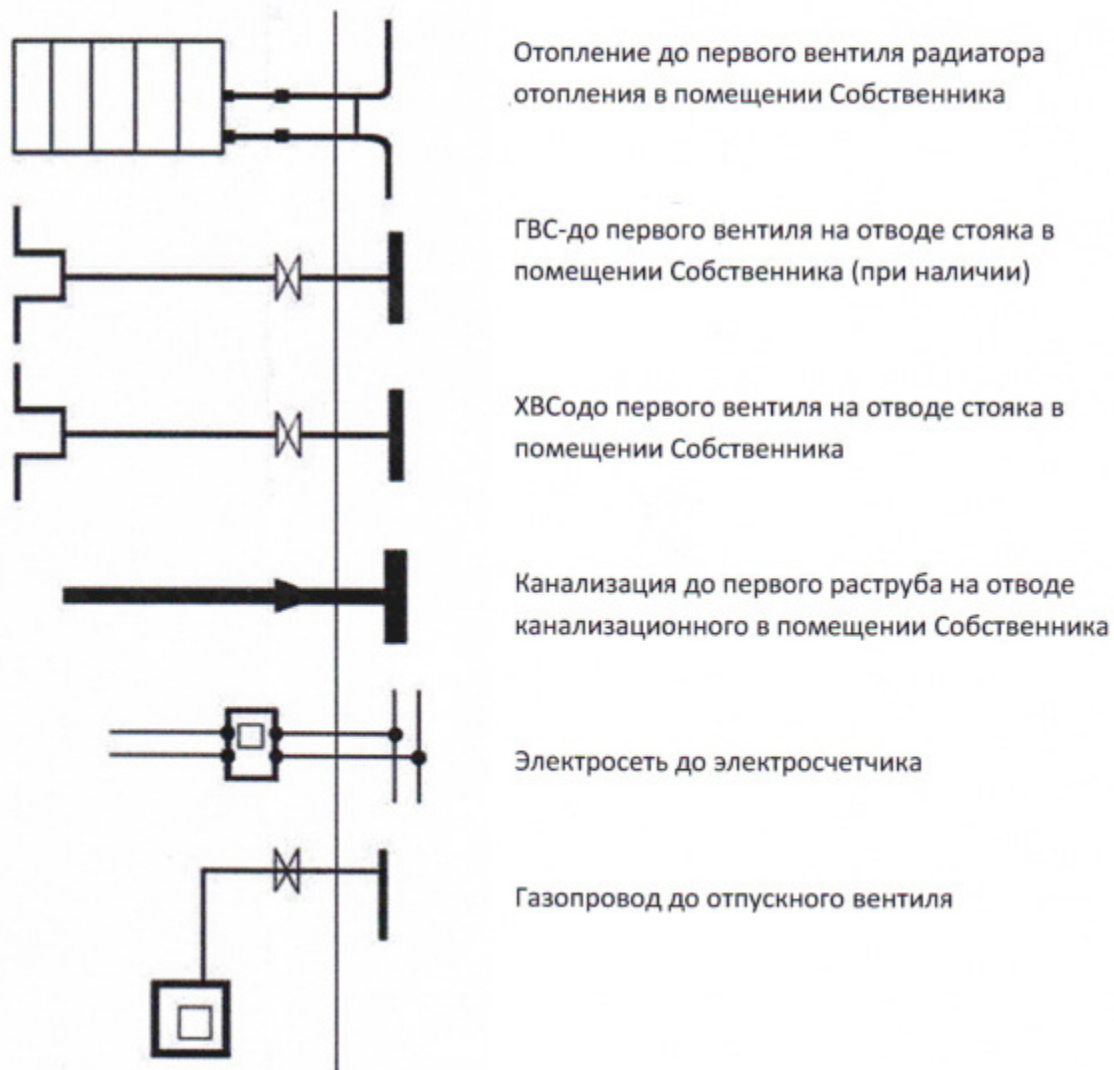 Отопление до первого вентиля радиатора
отопления в помещении Собственника
ГВС-до первого вентиля на отводе стояка в
помещении Собственника (при наличии)
ХВСодо первого вентиля на отводе стояка в
помещении Собственника
Канализация до первого раструба на отводе
канализационного в помещении Собственника
Электросеть до электросчетчика
Газопровод до отпускного вентиля